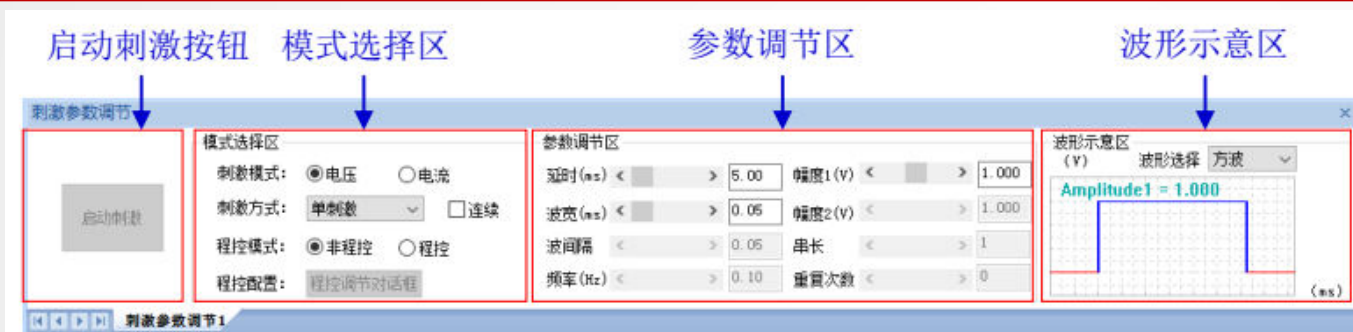 启动刺激按钮 模式选择区 参数调节区 波形示意区
刺激参数调节 ×
启动刺激
模式选择区
刺激模式: 电压 电流
刺激方式: 单刺激 连续
程控模式: 非程控 程控
程控配置: 程控调节对话框
参数调节区
延时(ms) 5.00 幅度1(V) 1.000
波宽(ms) 0.05 幅度2(V) 1.000
波间隔 0.05 串长 1
频率(Hz) 0.10 重复次数 0
波形示意区
(V) 波形选择 方波
Amplitude1 = 1.000
(ms)
刺激参数调节1